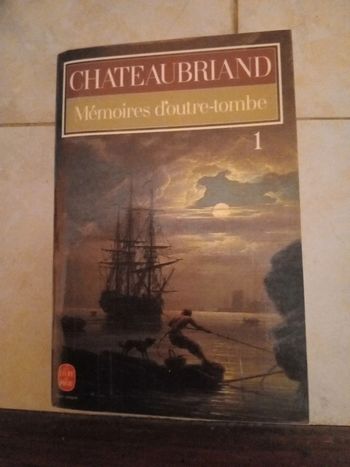 CHATEAUBRIAND
Mémoires d'outre-tombe
1